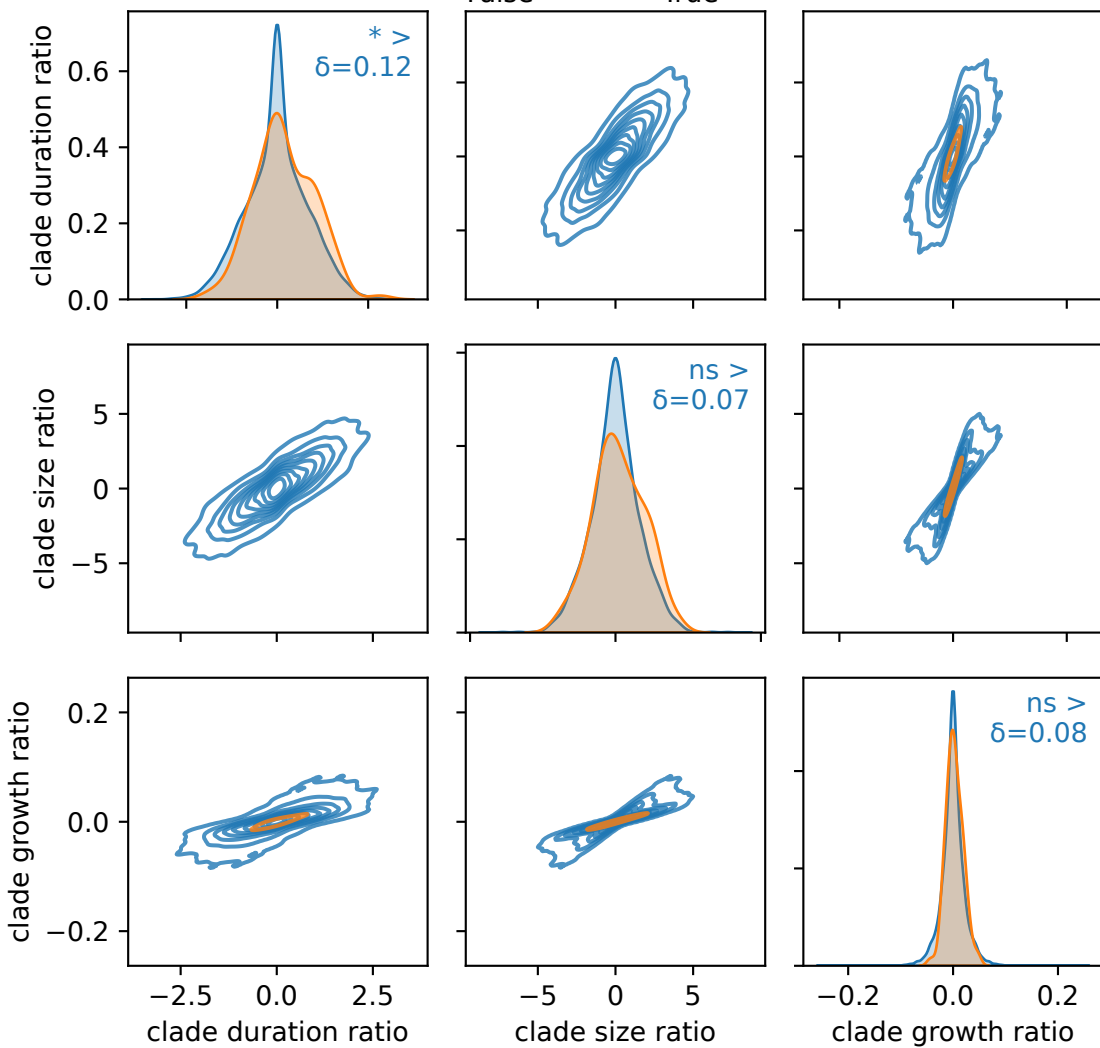 clade duration ratio
0.6
0.4
0.2
0.0
* >
δ=0.12
clade size ratio
5
0
−5
ns >
δ=0.07
clade growth ratio
0.2
0.0
−0.2
ns >
δ=0.08
−2.5 0.0 2.5
−5 0 5
−0.2 0.0 0.2
clade duration ratio
clade size ratio
clade growth ratio